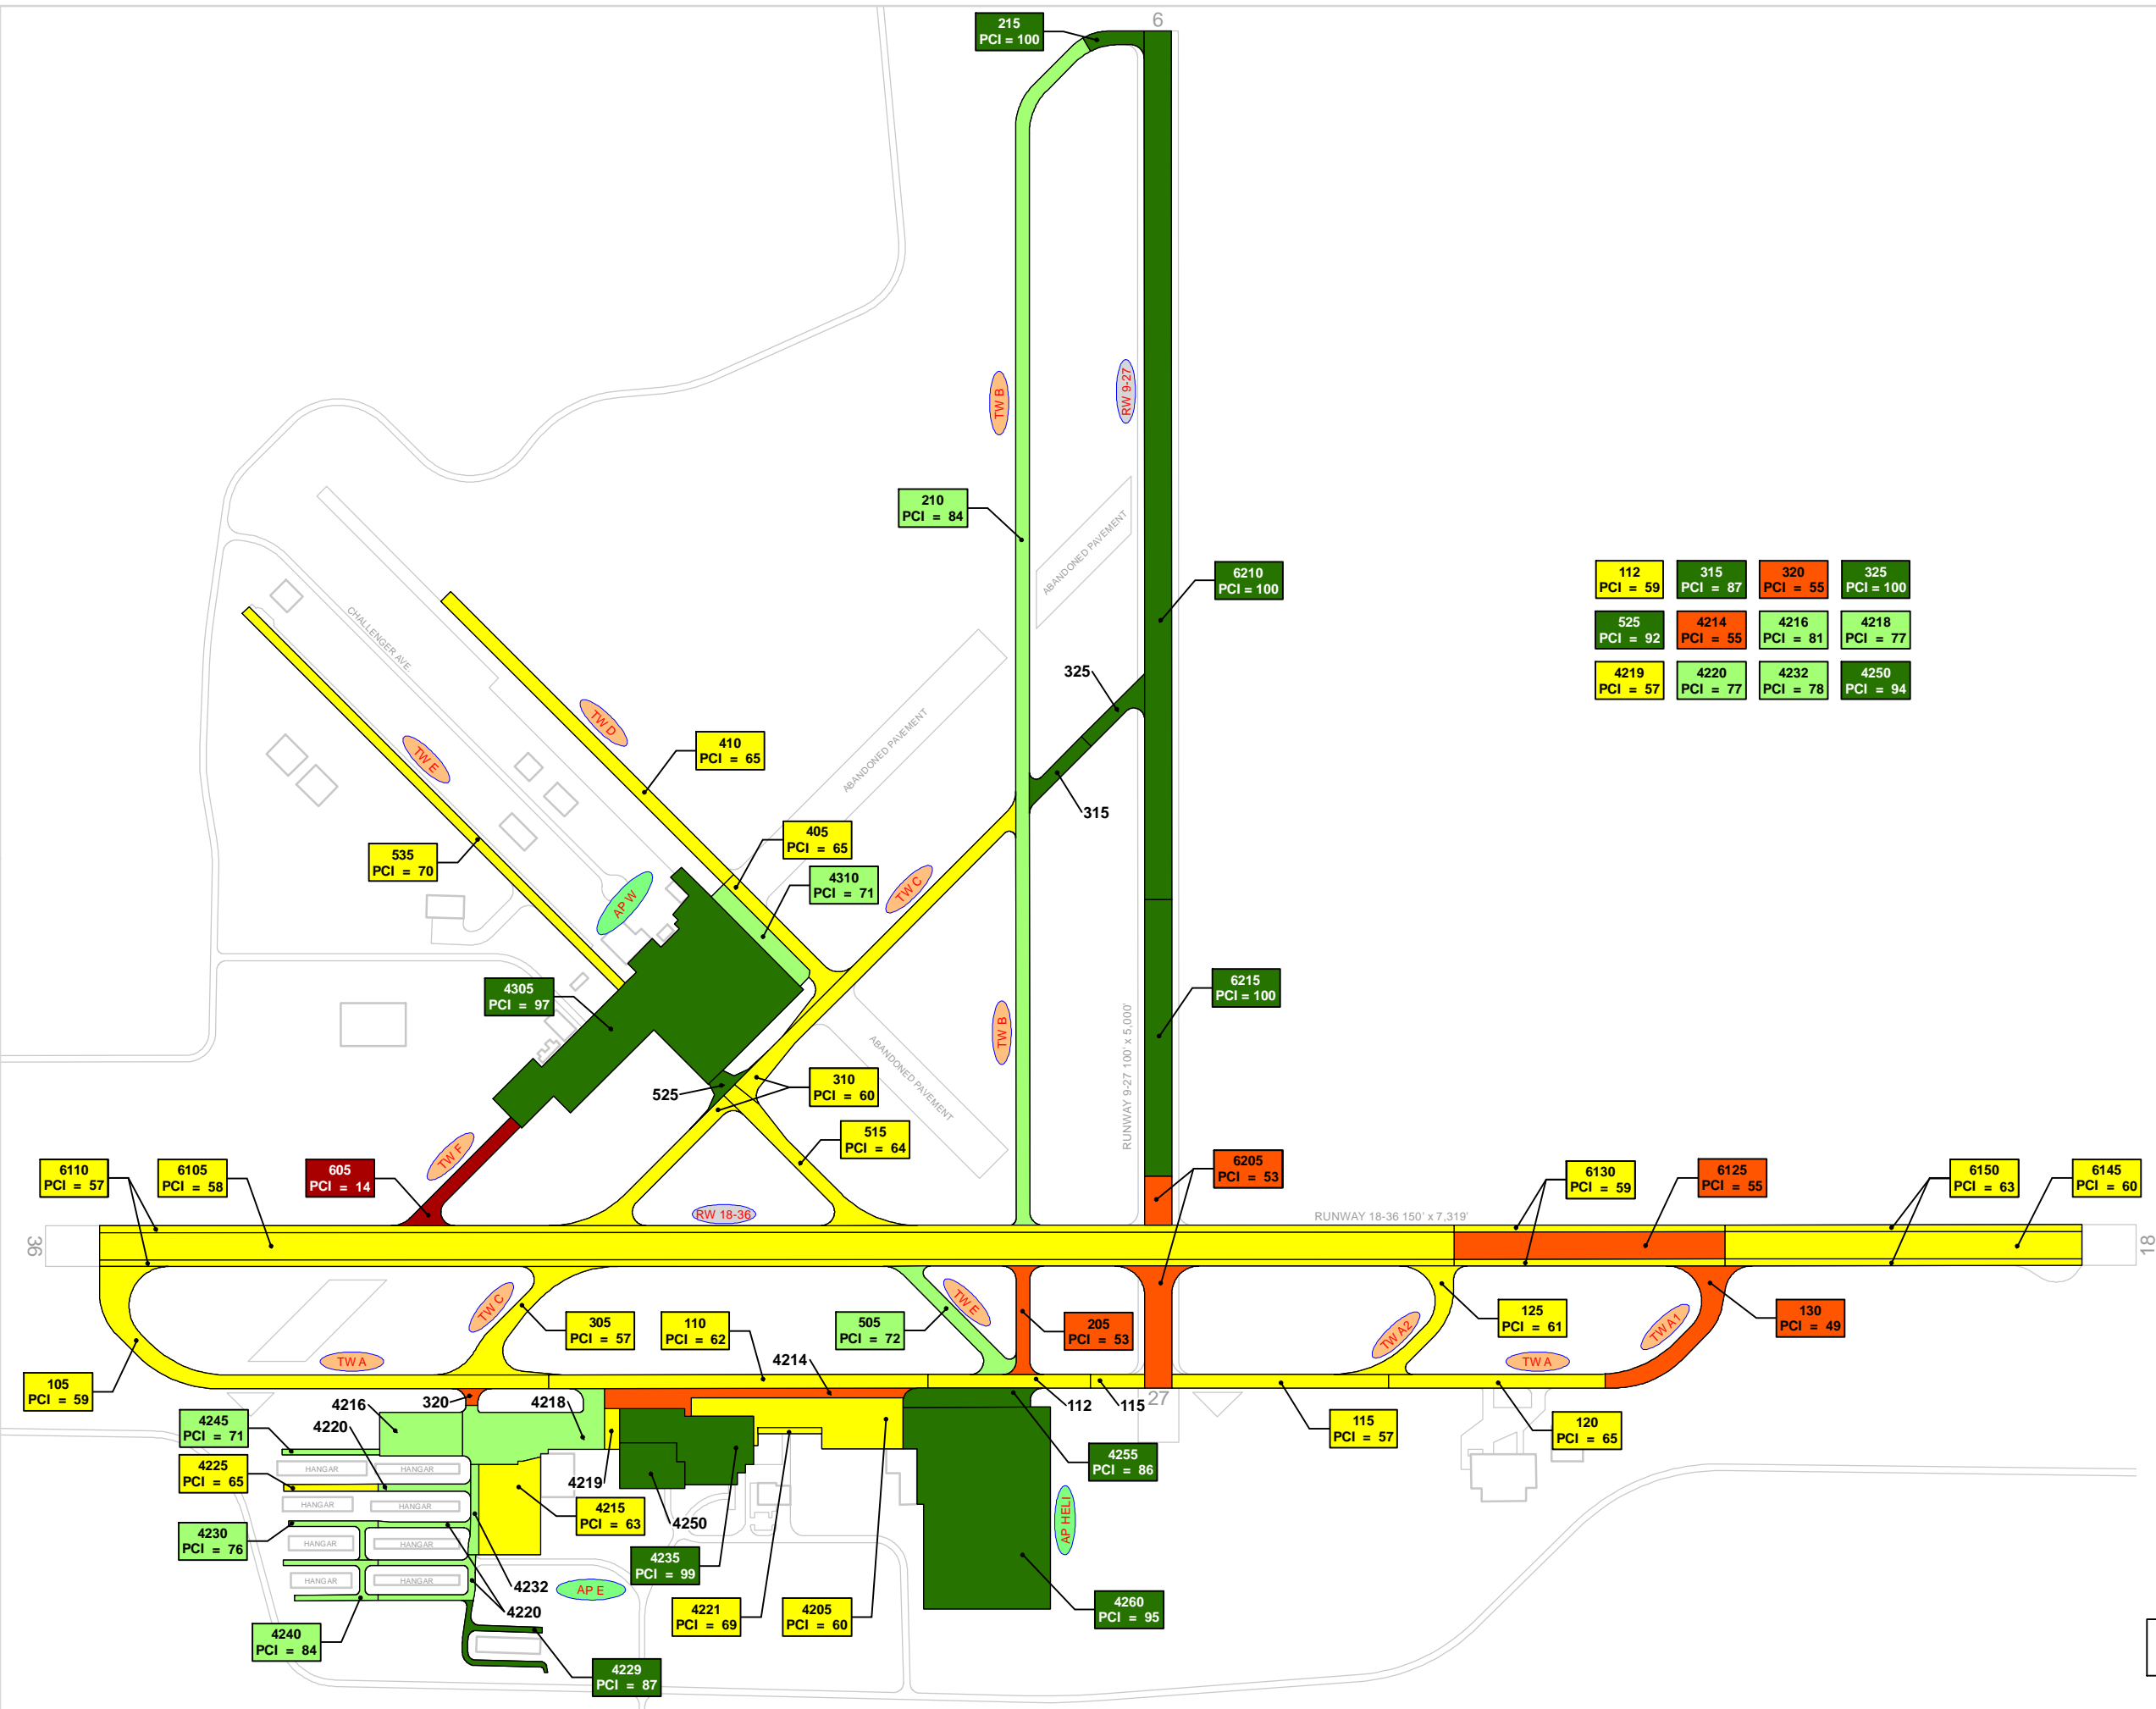 6
215
PCI = 100
TW B
RW 9-27
210
PCI = 84
ABANDONED PAVEMENT
6210
PCI = 100
112
PCI = 59
315
PCI = 87
320
PCI = 55
325
PCI = 100
525
PCI = 92
4214
PCI = 55
4216
PCI = 81
4218
PCI = 77
4219
PCI = 57
4220
PCI = 77
4232
PCI = 78
4250
PCI = 94
CHALLENGER AVE.
325
TW D
TW E
410
PCI = 65
ABANDONED PAVEMENT
315
405
PCI = 65
535
PCI = 70
4310
PCI = 71
TW C
AP W
4305
PCI = 97
6215
PCI = 100
TW B
RUNWAY 9-27 100' x 5,000'
ABANDONED PAVEMENT
525
310
PCI = 60
515
PCI = 64
TW F
6110
PCI = 57
6105
PCI = 58
605
PCI = 14
6205
PCI = 53
6130
PCI = 59
6125
PCI = 55
6150
PCI = 63
6145
PCI = 60
RW 18-36
RUNWAY 18-36 150' x 7,319'
36
18
TW C
305
PCI = 57
110
PCI = 62
505
PCI = 72
TW E
205
PCI = 53
TW A2
125
PCI = 61
TW A1
130
PCI = 49
TW A
4214
TW A
105
PCI = 59
4216
320
4218
112
115
27
4245
PCI = 71
4220
115
PCI = 57
120
PCI = 65
4225
PCI = 65
HANGAR
HANGAR
4219
4255
PCI = 86
HANGAR
HANGAR
4215
PCI = 63
4250
AP HELI
4230
PCI = 76
HANGAR
HANGAR
4235
PCI = 99
HANGAR
HANGAR
4232
AP E
4220
4221
PCI = 69
4205
PCI = 60
4260
PCI = 95
4240
PCI = 84
4229
PCI = 87